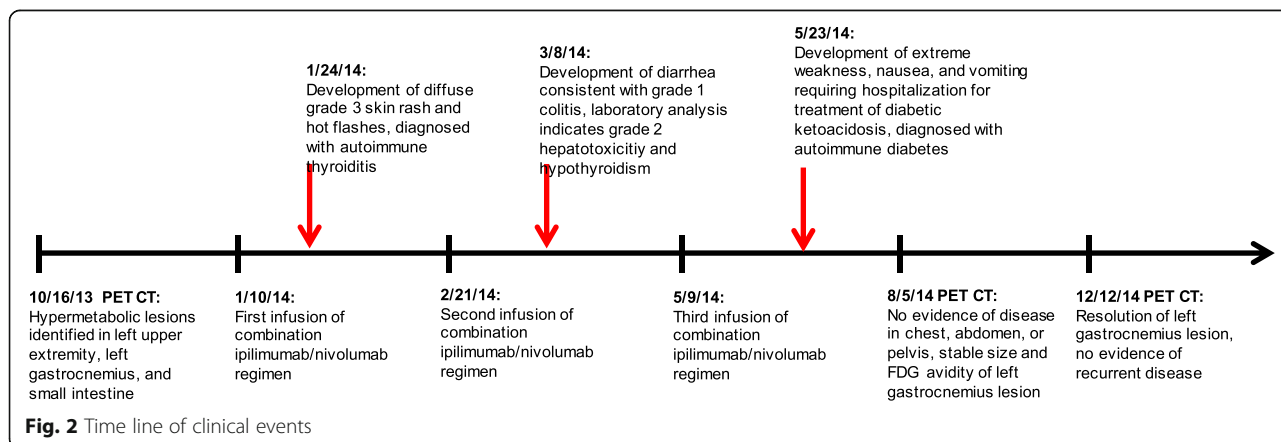 1/24/14:
Development of diffuse
grade 3 skin rash and
hot flashes, diagnosed
with autoimmune
thyroiditis
3/8/14:
Development of diarrhea
consistent with grade 1
colitis, laboratory analysis
indicates grade 2
hepatotoxicitiy and
hypothyroidism
5/23/14:
Development of extreme
weakness, nausea, and vomiting
requiring hospitalization for
treatment of diabetic
ketoacidosis, diagnosed with
autoimmune diabetes
10/16/13 PET CT:
Hypermetabolic lesions
identified in left upper
extremity, left
gastrocnemius, and
small intestine
1/10/14:
First infusion of
combination
ipilimumab/nivolumab
regimen
2/21/14:
Second infusion of
combination
ipilimumab/nivolumab
regimen
5/9/14:
Third infusion of
combination
ipilimumab/nivolumab
regimen
8/5/14 PET CT:
No evidence of disease
in chest, abdomen, or
pelvis, stable size and
FDG avidity of left
gastrocnemius lesion
12/12/14 PET CT:
Resolution of left
gastrocnemius lesion,
no evidence of
recurrent disease
Fig. 2 Time line of clinical events